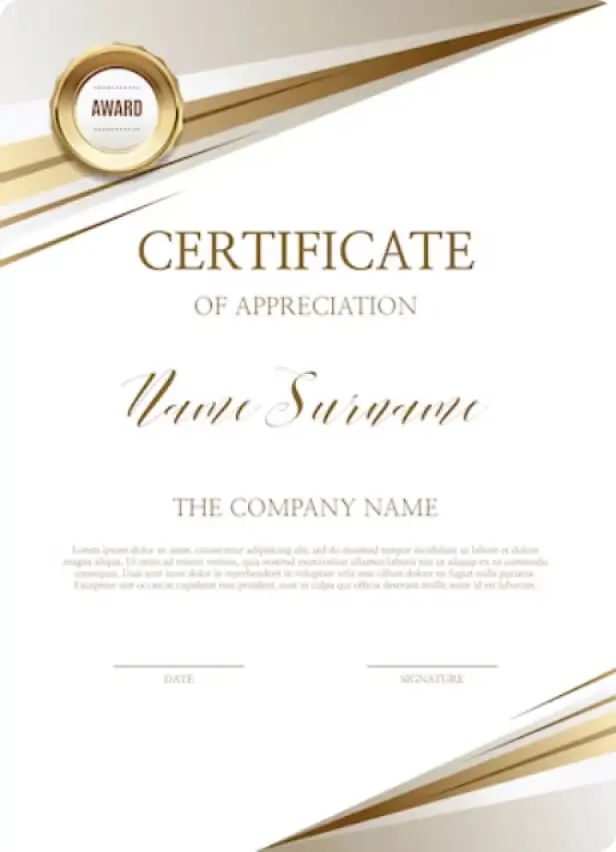 AWARD
CERTIFICATE
OF APPRECIATION
Name Surname
THE COMPANY NAME
Lorem ipsum dolor sit amet, consectetur adipisicing elit, sed do eiusmod tempor incididunt ut labore et dolore
magna aliqua. Ut enim ad minim veniam, quis nostrud exercitation ullamco laboris nisi ut aliquip ex ea commodo
consequat. Duis aute irure dolor in reprehenderit in voluptate velit esse cillum dolore eu fugiat nulla pariatur.
Excepteur sint occaecat cupidatat non proident, sunt in culpa qui officia deserunt mollit anim id est laborum.
DATE
SIGNATURE